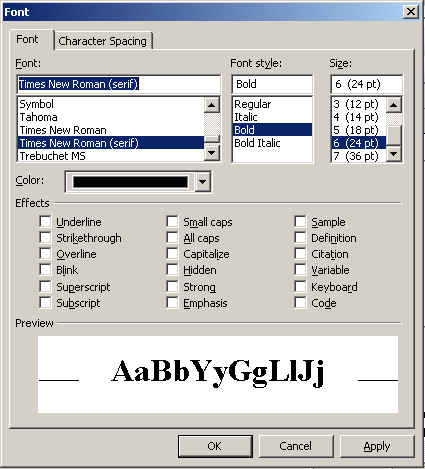 Font
Font Character Spacing
Font: Font style: Size:
Times New Roman (serif) Bold 6 (24 pt)
Symbol Regular 3 (12 pt)
Tahoma Italic 4 (14 pt)
Times New Roman Bold 5 (18 pt)
Times New Roman (serif) Bold Italic 6 (24 pt)
Trebuchet MS 7 (36 pt)
Color:
Effects
Underline Small caps Sample
Strikethrough All caps Definition
Overline Capitalize Citation
Blink Hidden Variable
Superscript Strong Keyboard
Subscript Emphasis Code
Preview
AaBbYyGgLlJj
OK Cancel Apply